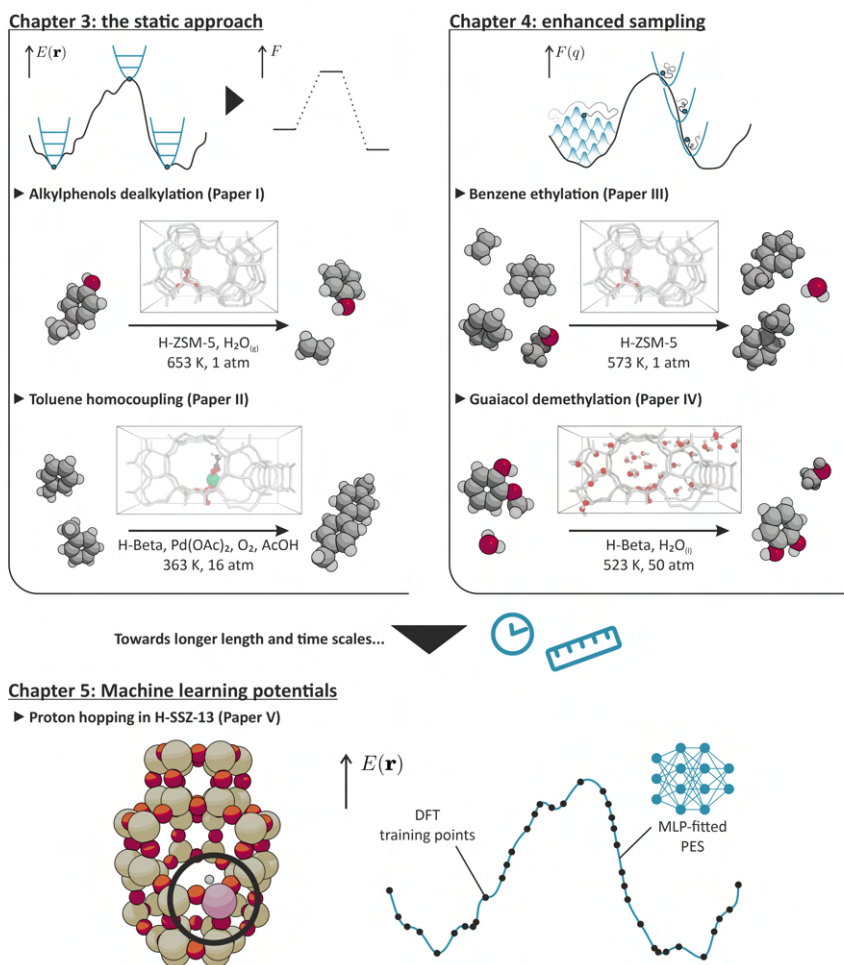 Chapter 3: the static approach
E(r)
F
▶ Alkylphenols dealkylation (Paper I)
H-ZSM-5, H₂O(g)
653 K, 1 atm
▶ Toluene homocoupling (Paper II)
H-Beta, Pd(OAc)₂, O₂, AcOH
363 K, 16 atm
Chapter 4: enhanced sampling
F(q)
▶ Benzene ethylation (Paper III)
H-ZSM-5
573 K, 1 atm
▶ Guaiacol demethylation (Paper IV)
H-Beta, H₂O(l)
523 K, 50 atm
Towards longer length and time scales...
Chapter 5: Machine learning potentials
▶ Proton hopping in H-SSZ-13 (Paper V)
E(r)
DFT
training points
MLP-fitted
PES